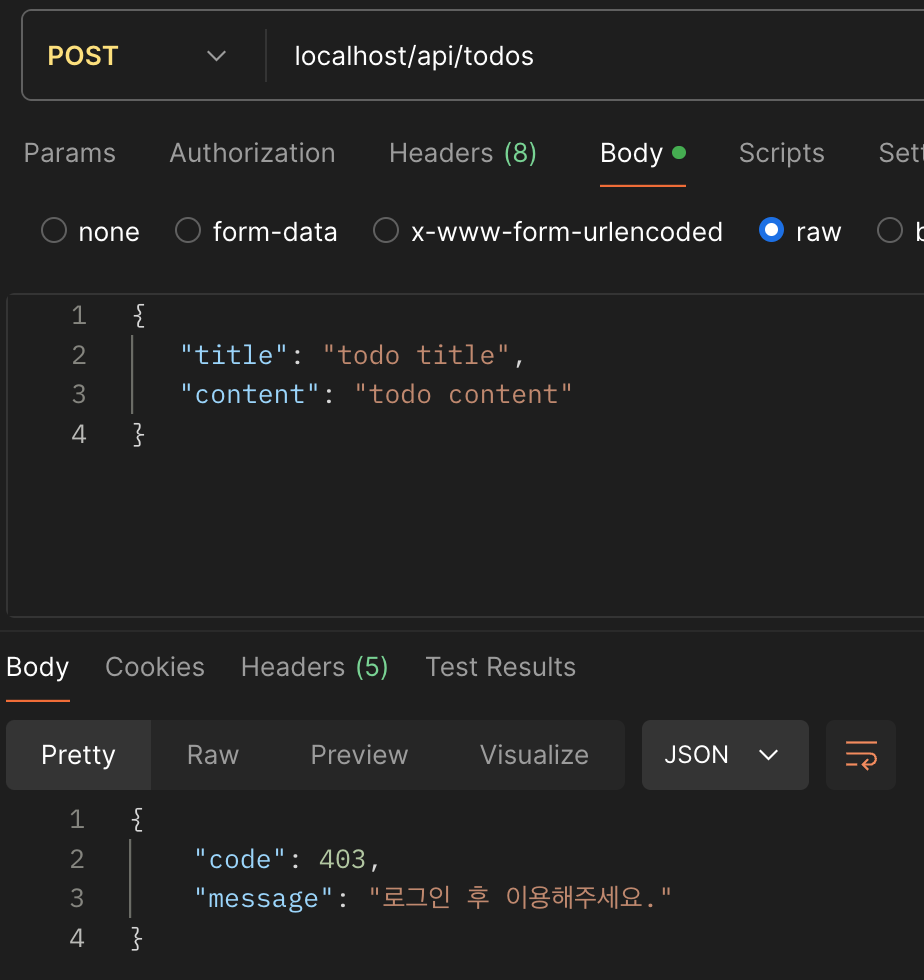 POST localhost/api/todos
Params Authorization Headers (8) Body Scripts Sett
none form-data x-www-form-urlencoded raw b
1 {
2 "title": "todo title",
3 "content": "todo content"
4 }
Body Cookies Headers (5) Test Results
Pretty Raw Preview Visualize JSON
1 {
2 "code": 403,
3 "message": "로그인 후 이용해주세요."
4 }